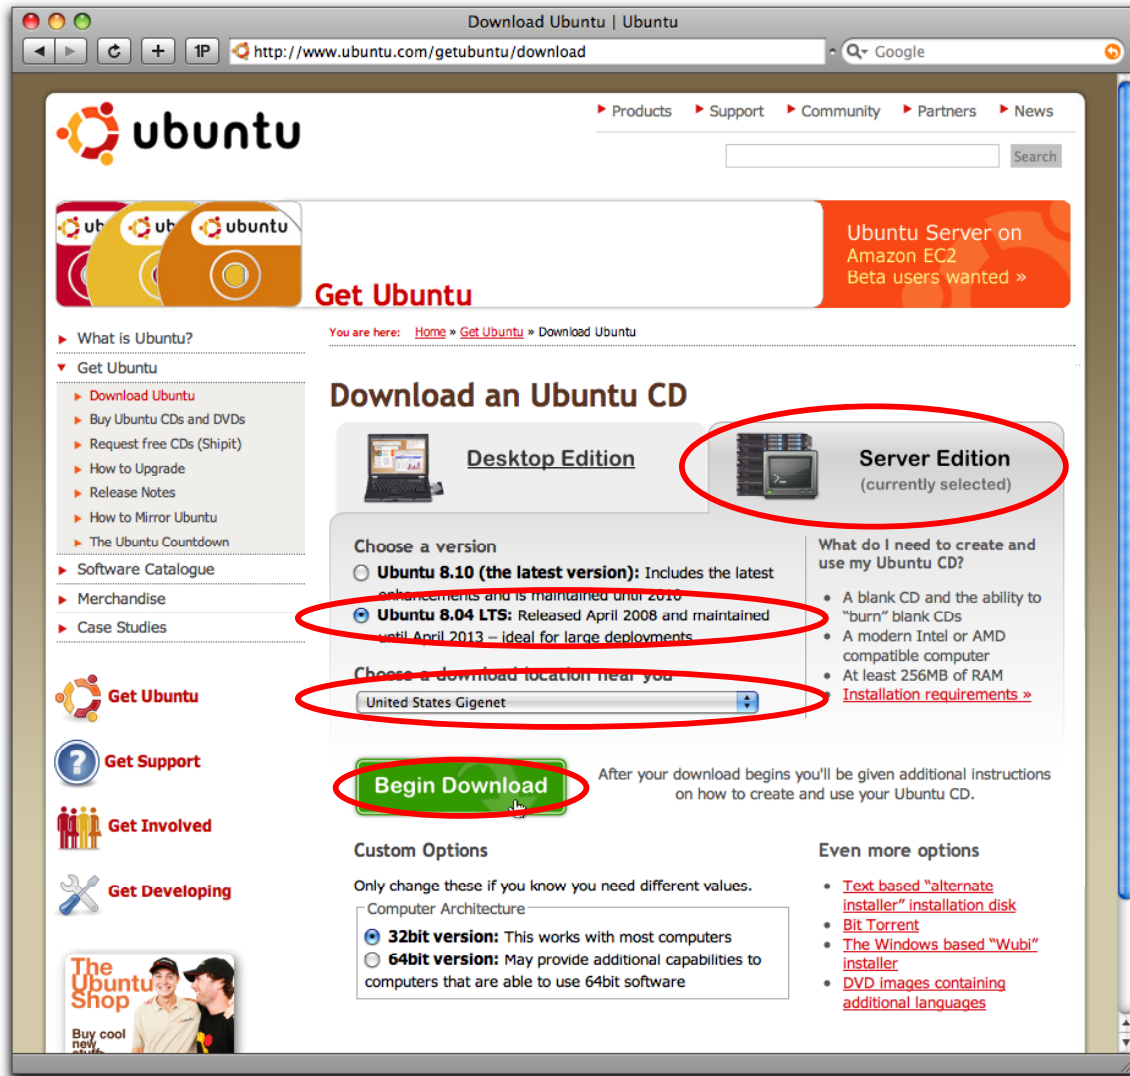 Download Ubuntu | Ubuntu
1P
http://www.ubuntu.com/getubuntu/download
Google
ubuntu
Products Support Community Partners News
Search
ub ub ubuntu
Ubuntu Server on
Amazon EC2
Beta users wanted »
Get Ubuntu
You are here: Home » Get Ubuntu » Download Ubuntu
What is Ubuntu?
Get Ubuntu
Download Ubuntu
Buy Ubuntu CDs and DVDs
Request free CDs (Shipit)
How to Upgrade
Release Notes
How to Mirror Ubuntu
The Ubuntu Countdown
Software Catalogue
Merchandise
Case Studies
Get Ubuntu
Get Support
Get Involved
Get Developing
The
Ubuntu
Shop
Buy cool
new
stuff
Download an Ubuntu CD
Desktop Edition
Server Edition
(currently selected)
Choose a version
Ubuntu 8.10 (the latest version): Includes the latest
enhancements and is maintained until 2010
Ubuntu 8.04 LTS: Released April 2008 and maintained
until April 2013 – ideal for large deployments
Choose a download location near you
United States Gigenet
What do I need to create and
use my Ubuntu CD?
• A blank CD and the ability to
“burn” blank CDs
• A modern Intel or AMD
compatible computer
• At least 256MB of RAM
• Installation requirements »
Begin Download
After your download begins you'll be given additional instructions
on how to create and use your Ubuntu CD.
Custom Options
Only change these if you know you need different values.
Computer Architecture
32bit version: This works with most computers
64bit version: May provide additional capabilities to
computers that are able to use 64bit software
Even more options
• Text based “alternate
installer” installation disk
• Bit Torrent
• The Windows based “Wubi”
installer
• DVD images containing
additional languages